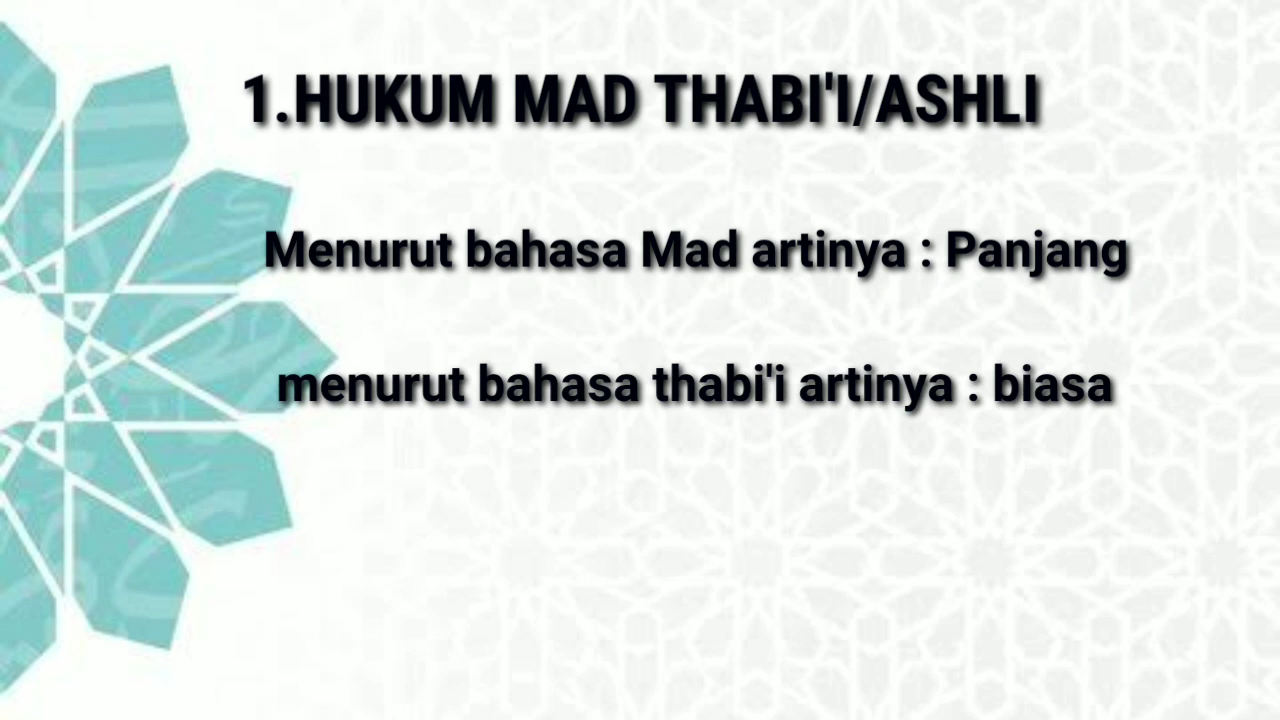 1.HUKUM MAD THABI'I/ASHLI
Menurut bahasa Mad artinya : Panjang
menurut bahasa thabi'i artinya : biasa